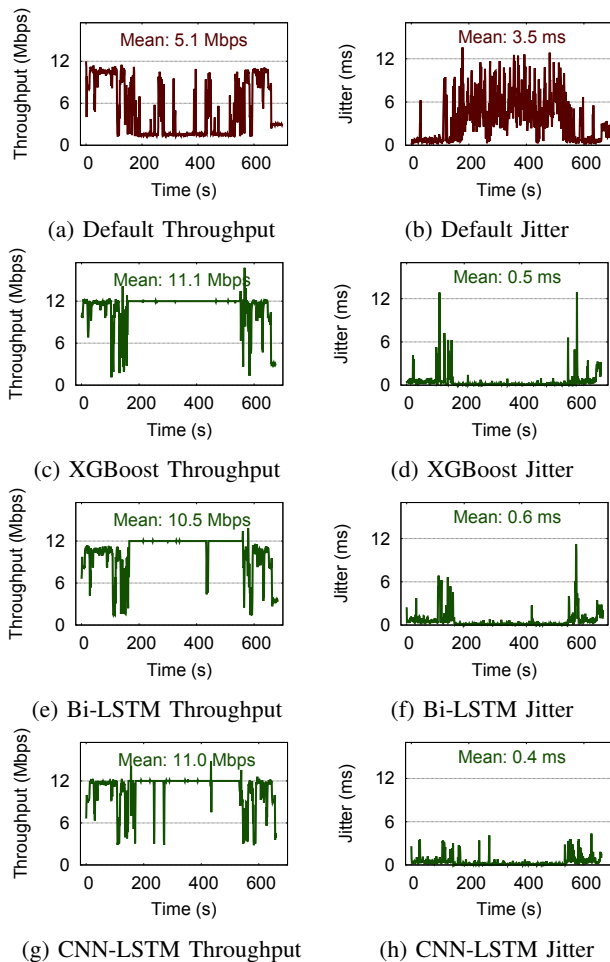 Throughput (Mbps)
12
6
0
Mean: 5.1 Mbps
0 200 400 600
Time (s)
(a) Default Throughput
Jitter (ms)
12
6
0
Mean: 3.5 ms
0 200 400 600
Time (s)
(b) Default Jitter
Throughput (Mbps)
12
6
0
Mean: 11.1 Mbps
0 200 400 600
Time (s)
(c) XGBoost Throughput
Jitter (ms)
12
6
0
Mean: 0.5 ms
0 200 400 600
Time (s)
(d) XGBoost Jitter
Throughput (Mbps)
12
6
0
Mean: 10.5 Mbps
0 200 400 600
Time (s)
(e) Bi-LSTM Throughput
Jitter (ms)
12
6
0
Mean: 0.6 ms
0 200 400 600
Time (s)
(f) Bi-LSTM Jitter
Throughput (Mbps)
12
6
0
Mean: 11.0 Mbps
0 200 400 600
Time (s)
(g) CNN-LSTM Throughput
Jitter (ms)
12
6
0
Mean: 0.4 ms
0 200 400 600
Time (s)
(h) CNN-LSTM Jitter